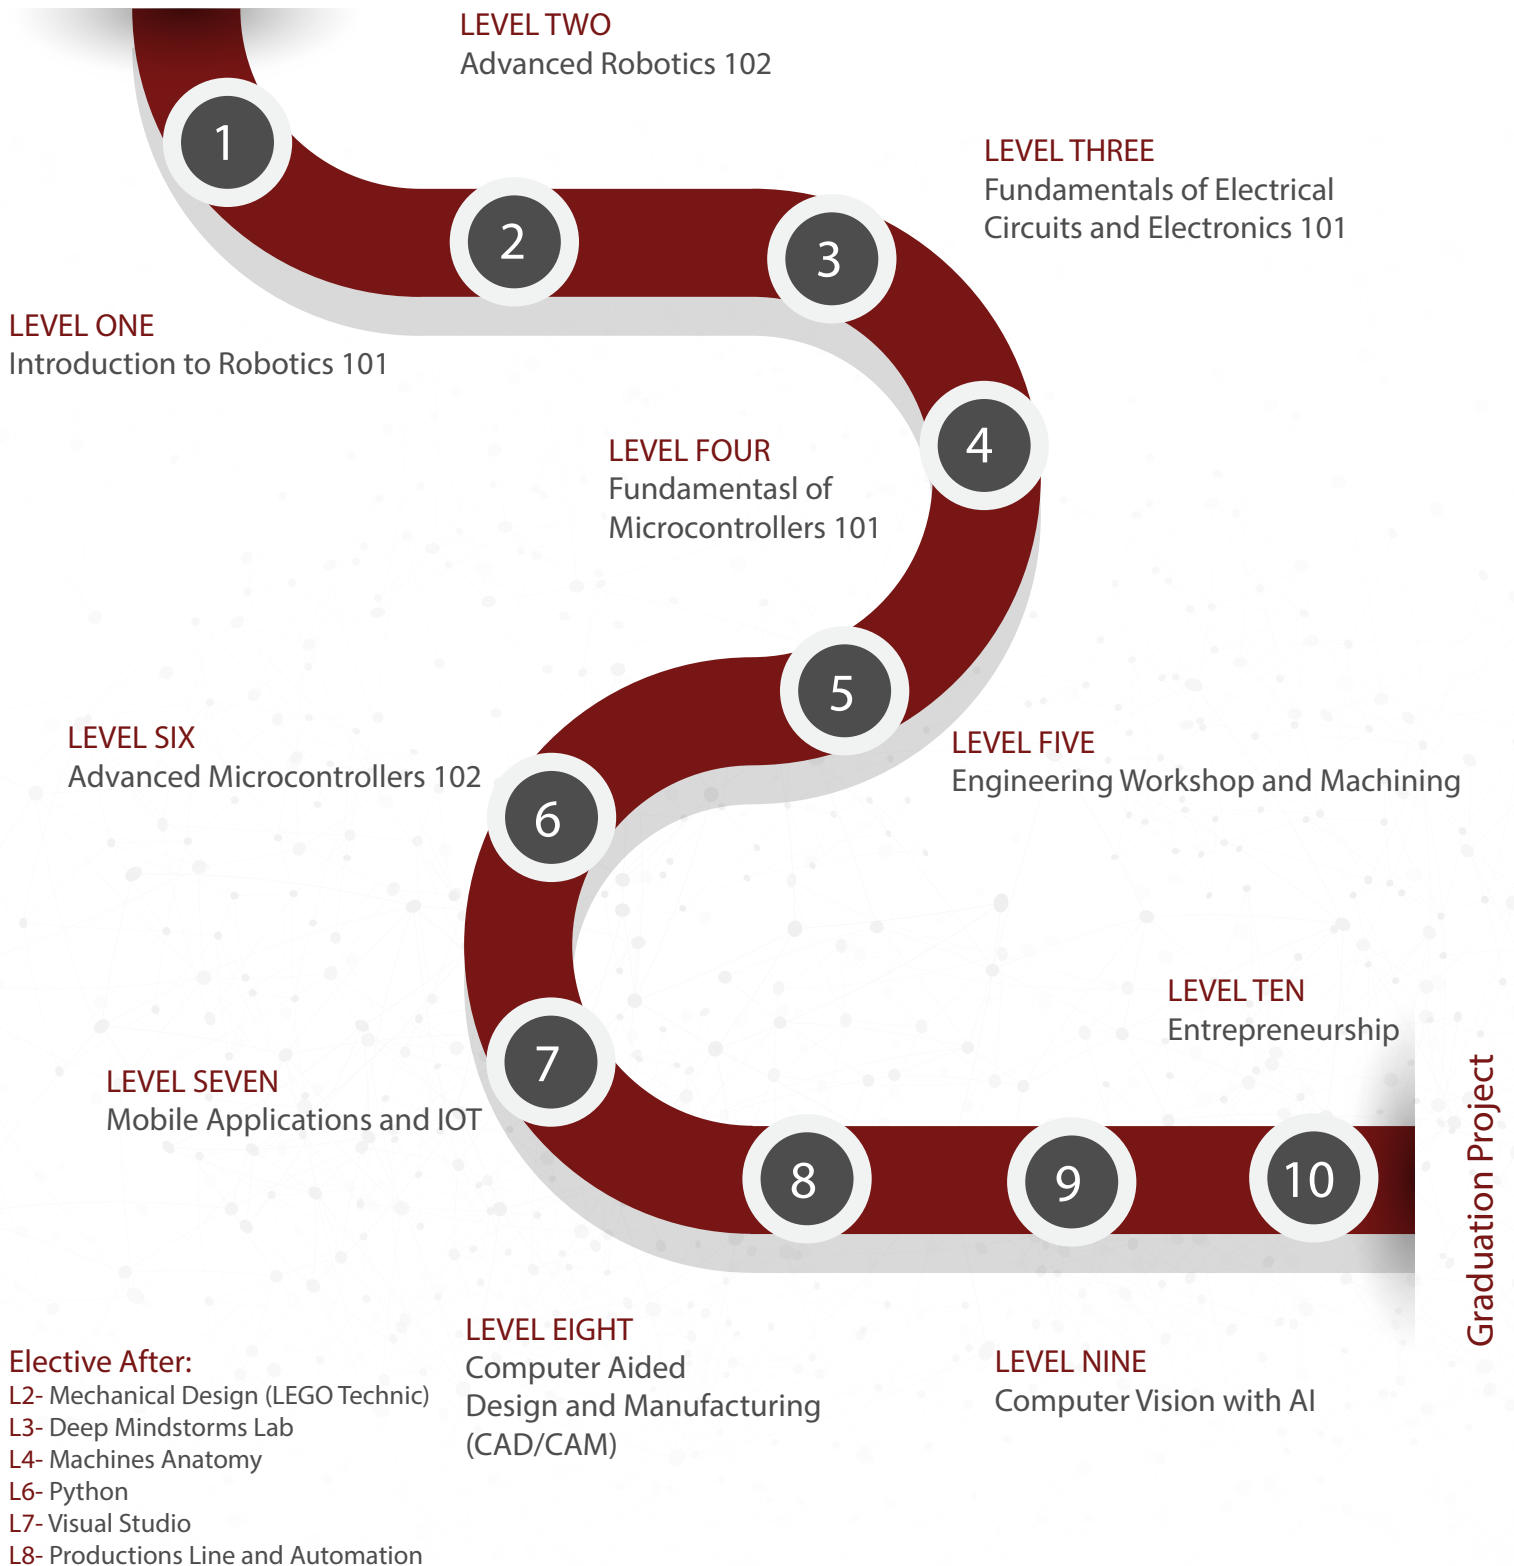 LEVEL TWO
Advanced Robotics 102
1
LEVEL THREE
Fundamentals of Electrical
Circuits and Electronics 101
2
3
LEVEL ONE
Introduction to Robotics 101
4
LEVEL FOUR
Fundamentasl of
Microcontrollers 101
5
LEVEL SIX
Advanced Microcontrollers 102
LEVEL FIVE
Engineering Workshop and Machining
6
LEVEL TEN
Entrepreneurship
7
LEVEL SEVEN
Mobile Applications and IOT
8
9
10
Graduation Project
LEVEL EIGHT
Computer Aided
Design and Manufacturing
(CAD/CAM)
LEVEL NINE
Computer Vision with AI
Elective After:
L2- Mechanical Design (LEGO Technic)
L3- Deep Mindstorms Lab
L4- Machines Anatomy
L6- Python
L7- Visual Studio
L8- Productions Line and Automation